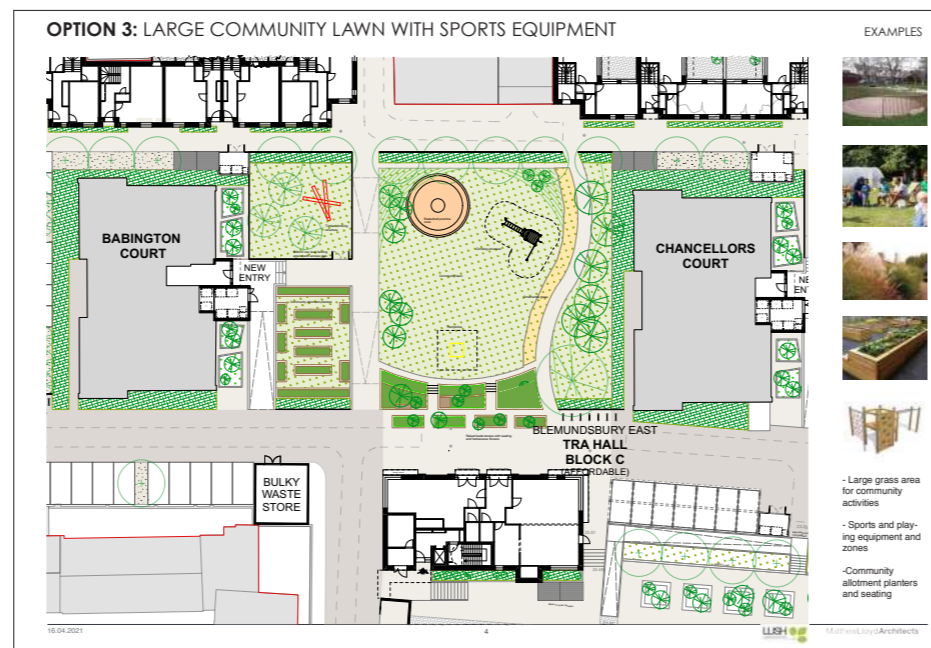 OPTION 3: LARGE COMMUNITY LAWN WITH SPORTS EQUIPMENT
EXAMPLES
BABINGTON
COURT
NEW
ENTRY
CHANCELLORS
COURT
NE
ENT
BLEMUNDSBURY EAST
TRA HALL
BLOCK C
(AFFORDABLE)
BULKY
WASTE
STORE
- Large grass area
for community
activities
- Sports and play-
ing equipment and
zones
-Community
allotment planters
and seating
16.04.2021
4
LUSH
MatthewLloydArchitects